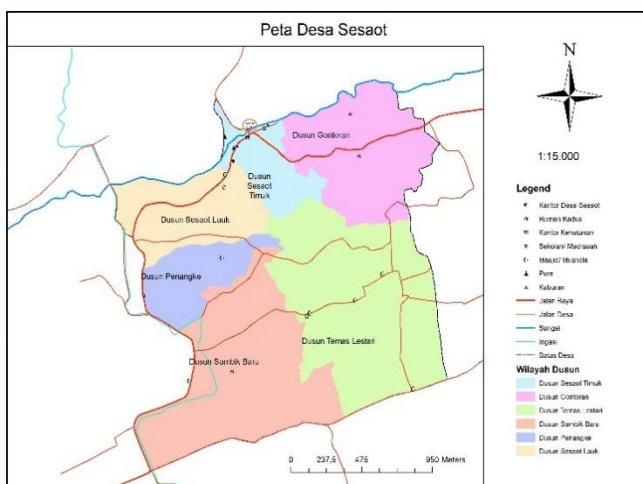 Peta Desa Sesaot
N
1:15.000
Dusun Gontoran
Dusun
Sesaot
Timuk
Dusun Sesaot Lauk
Dusun Penangke
Dusun Temas Lestari
Dusun Sambik Baru
0 237,5 475 950 Meters
Legend
Kantor Desa Sesaot
Rumah Kadus
Kantor Kehutanan
Sekolah/ Madrasah
Masjid/ Musholla
Pura
Kuburan
Jalan Raya
Jalan Desa
Sungai
Irigasi
Batas Desa
Wilayah Dusun
Dusun Sesaot Timuk
Dusun Gontoran
Dusun Temas Lestari
Dusun Sambik Baru
Dusun Penangke
Dusun Sesaot Lauk